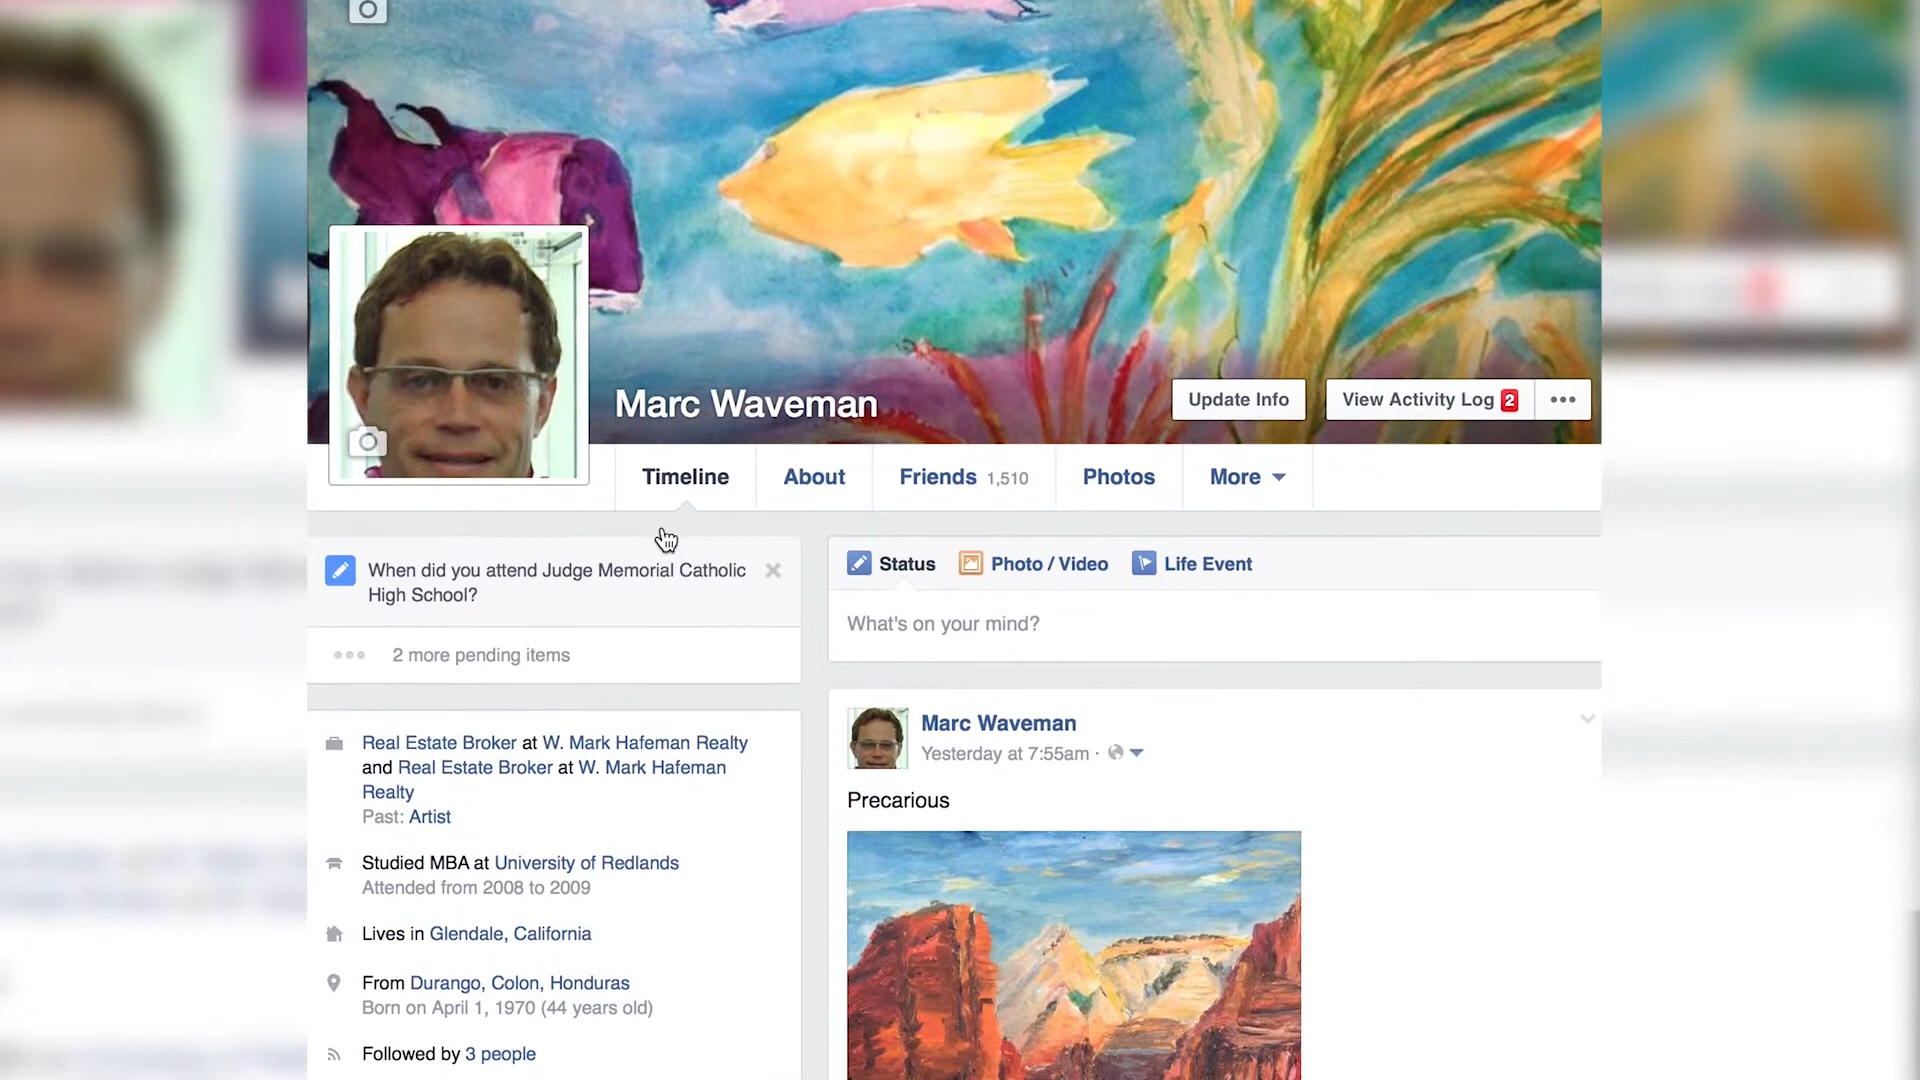 Marc Waveman
Update Info
View Activity Log 2
Timeline
About
Friends 1,510
Photos
More
When did you attend Judge Memorial Catholic
High School?
2 more pending items
Real Estate Broker at W. Mark Hafeman Realty
and Real Estate Broker at W. Mark Hafeman
Realty
Past: Artist
Studied MBA at University of Redlands
Attended from 2008 to 2009
Lives in Glendale, California
From Durango, Colon, Honduras
Born on April 1, 1970 (44 years old)
Followed by 3 people
Status
Photo / Video
Life Event
What's on your mind?
Marc Waveman
Yesterday at 7:55am ·
Precarious